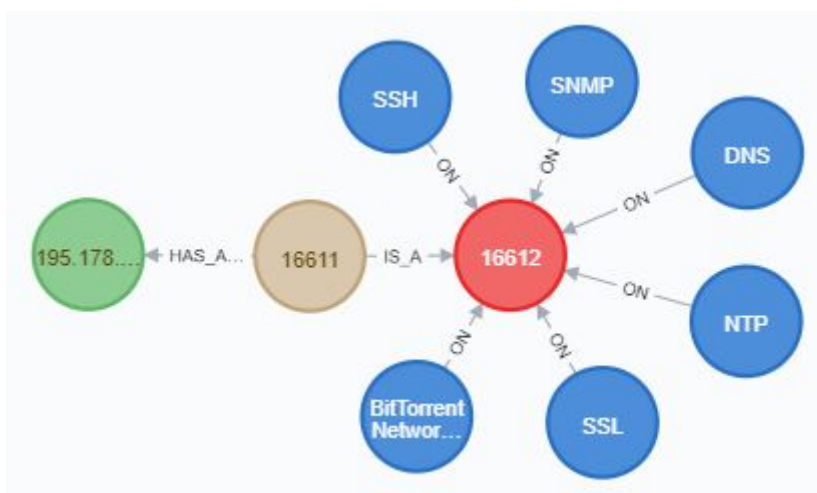 SSH
SNMP
ON
ON
DNS
ON
195.178....
HAS_A...
16611
IS_A
16612
ON
NTP
ON
ON
BitTorrent
Networ...
SSL